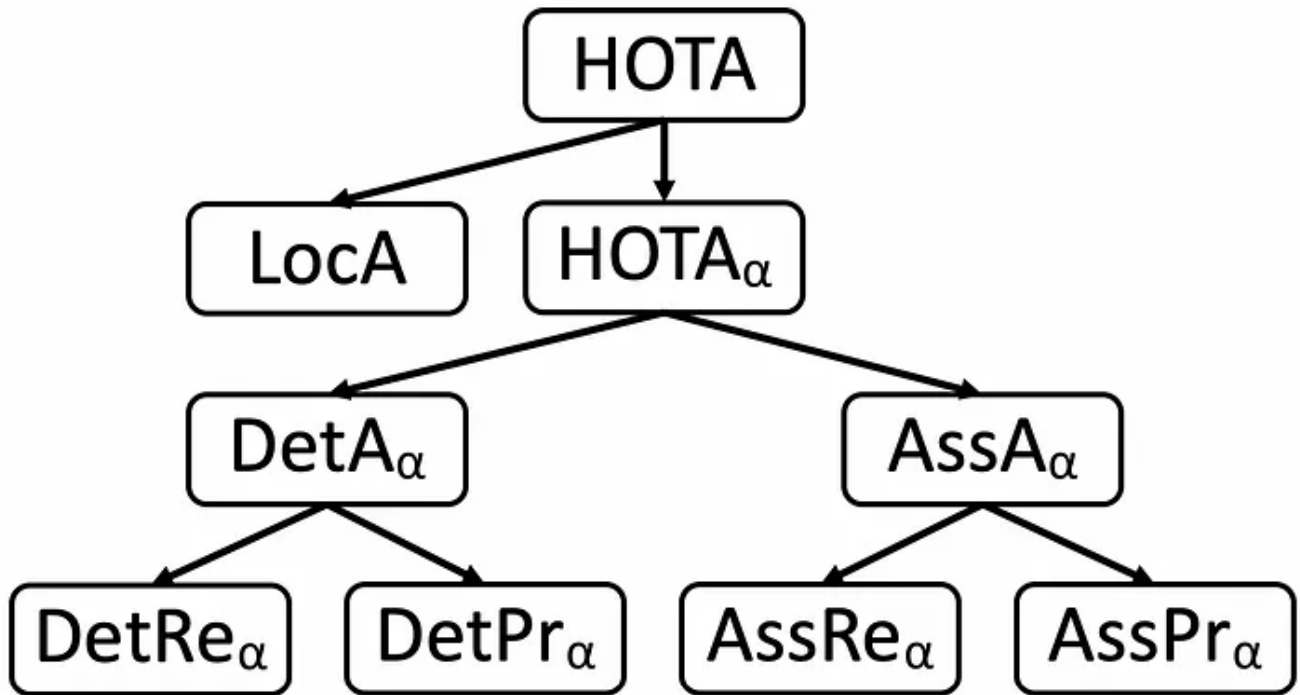 HOTA
LocA
HOTAα
DetAα
AssAα
DetReα
DetPrα
AssReα
AssPrα